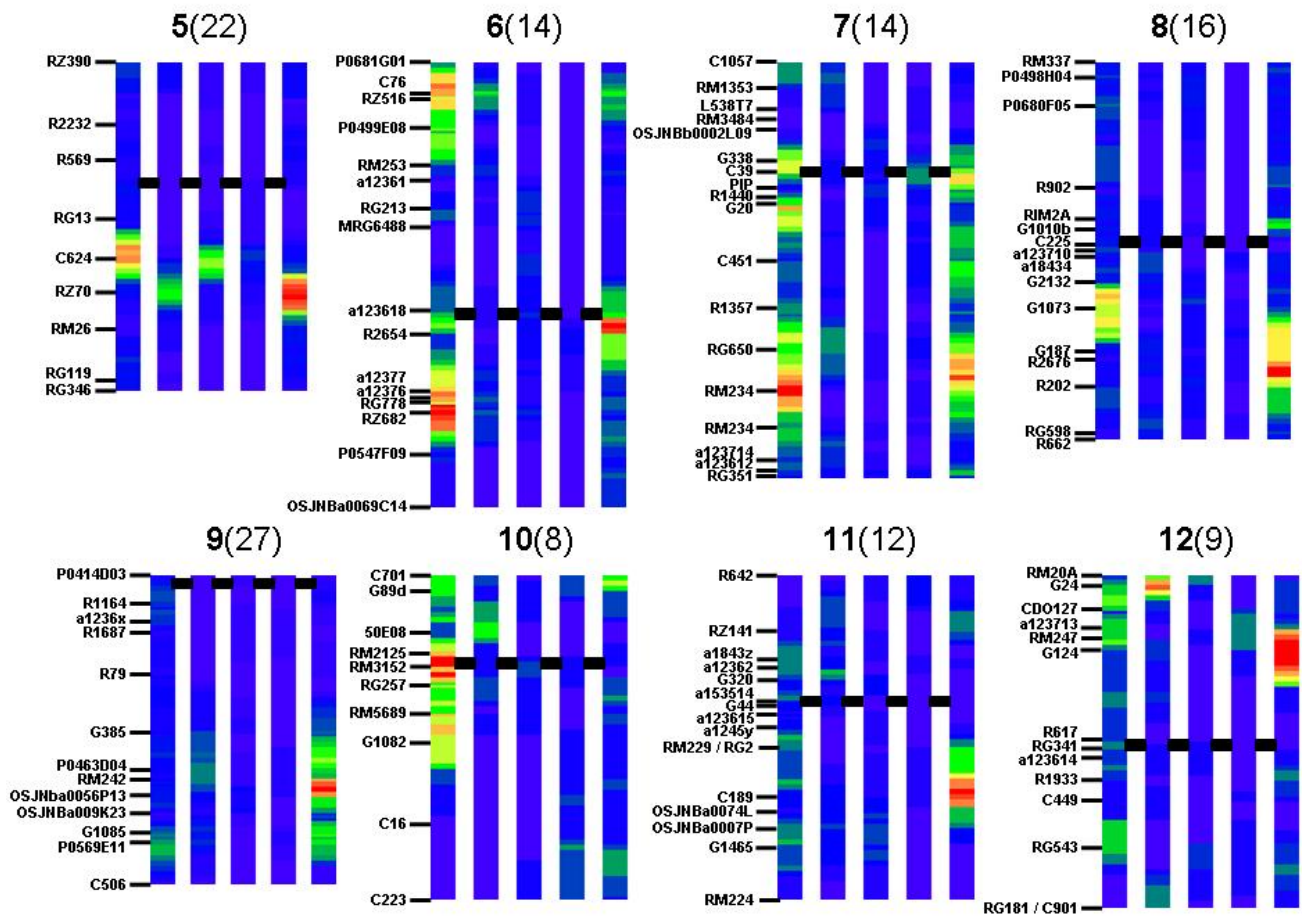 5(22)
RZ390
R2232
R569
RG13
C624
RZ70
RM26
RG119
RG346
6(14)
P0681G01
C76
RZ516
P0499E08
RM253
a12361
RG213
MRG6488
a123618
R2654
a12377
a12376
RG778
RZ682
P0547F09
OSJNBa0069C14
7(14)
C1057
RM1353
L538T7
RM3484
OSJNBb0002L09
G338
C39
PIP
R1440
G20
C451
R1357
RG650
RM234
RM234
a123714
a123612
RG351
8(16)
RM337
P0498H04
P0680F05
R902
RIM2A
G1010b
C225
a123710
a18434
G2132
G1073
G187
R2676
R202
RG598
R662
9(27)
P0414D03
R1164
a1236x
R1687
R79
G385
P0463D04
RM242
OSJNba0056P13
OSJNBa009K23
G1085
P0569E11
C506
10(8)
C701
G89d
50E08
RM2125
RM3152
RG257
RM5689
G1082
C16
C223
11(12)
R642
RZ141
a1843z
a12362
G320
a153514
G44
a123615
a1245y
RM229 / RG2
C189
OSJNBa0074L
OSJNBa0007P
G1465
RM224
12(9)
RM20A
G24
CDO127
a123713
RM247
G124
R617
RG341
a123614
R1933
C449
RG543
RG181 / C901